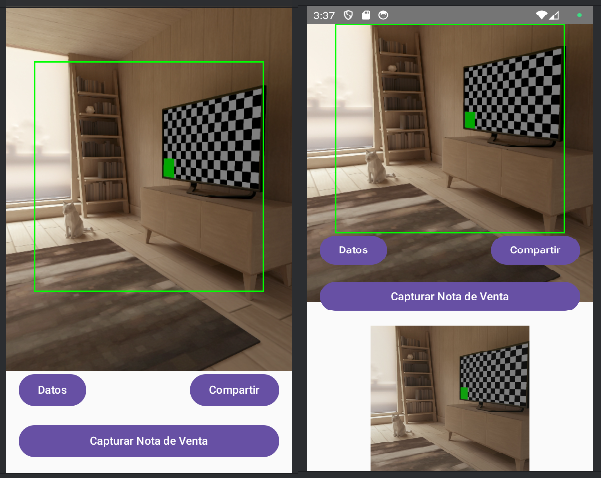 Datos
Compartir
Capturar Nota de Venta
3:37
Datos
Compartir
Capturar Nota de Venta